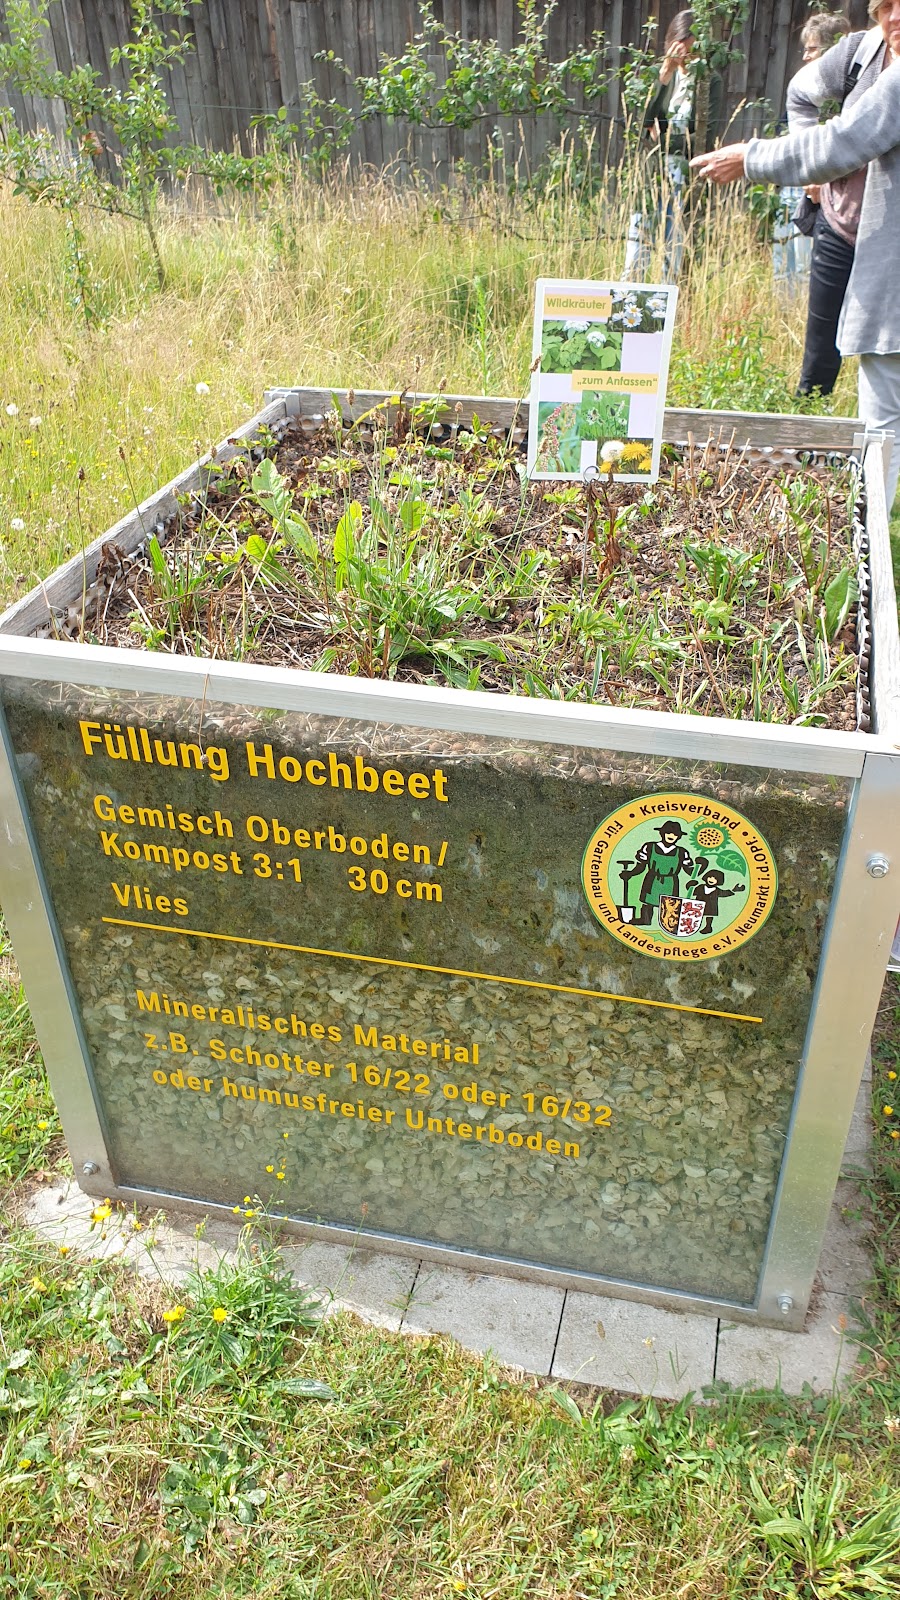 Wildkräuter
„zum Anfassen“
Füllung Hochbeet
Gemisch Oberboden/
Kompost 3:1 30 cm
Vlies
Mineralisches Material
z.B. Schotter 16/22 oder 16/32
oder humusfreier Unterboden
• Kreisverband •
Für Gartenbau und Landespflege e.V. Neumarkt i.d.OPf.